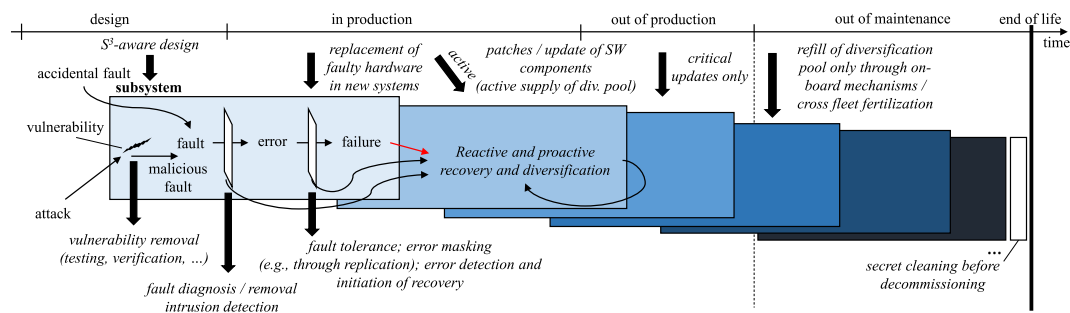 design
in production
out of production
out of maintenance
end of life
time
S³-aware design
accidental fault
subsystem
replacement of
faulty hardware
in new systems
active
patches / update of SW
components
(active supply of div. pool)
critical
updates only
refill of diversification
pool only through on-
board mechanisms /
cross fleet fertilization
vulnerability
fault
error
failure
malicious
fault
attack
Reactive and proactive
recovery and diversification
vulnerability removal
(testing, verification, …)
fault diagnosis / removal
intrusion detection
fault tolerance; error masking
(e.g., through replication); error detection and
initiation of recovery
...
secret cleaning before
decommissioning